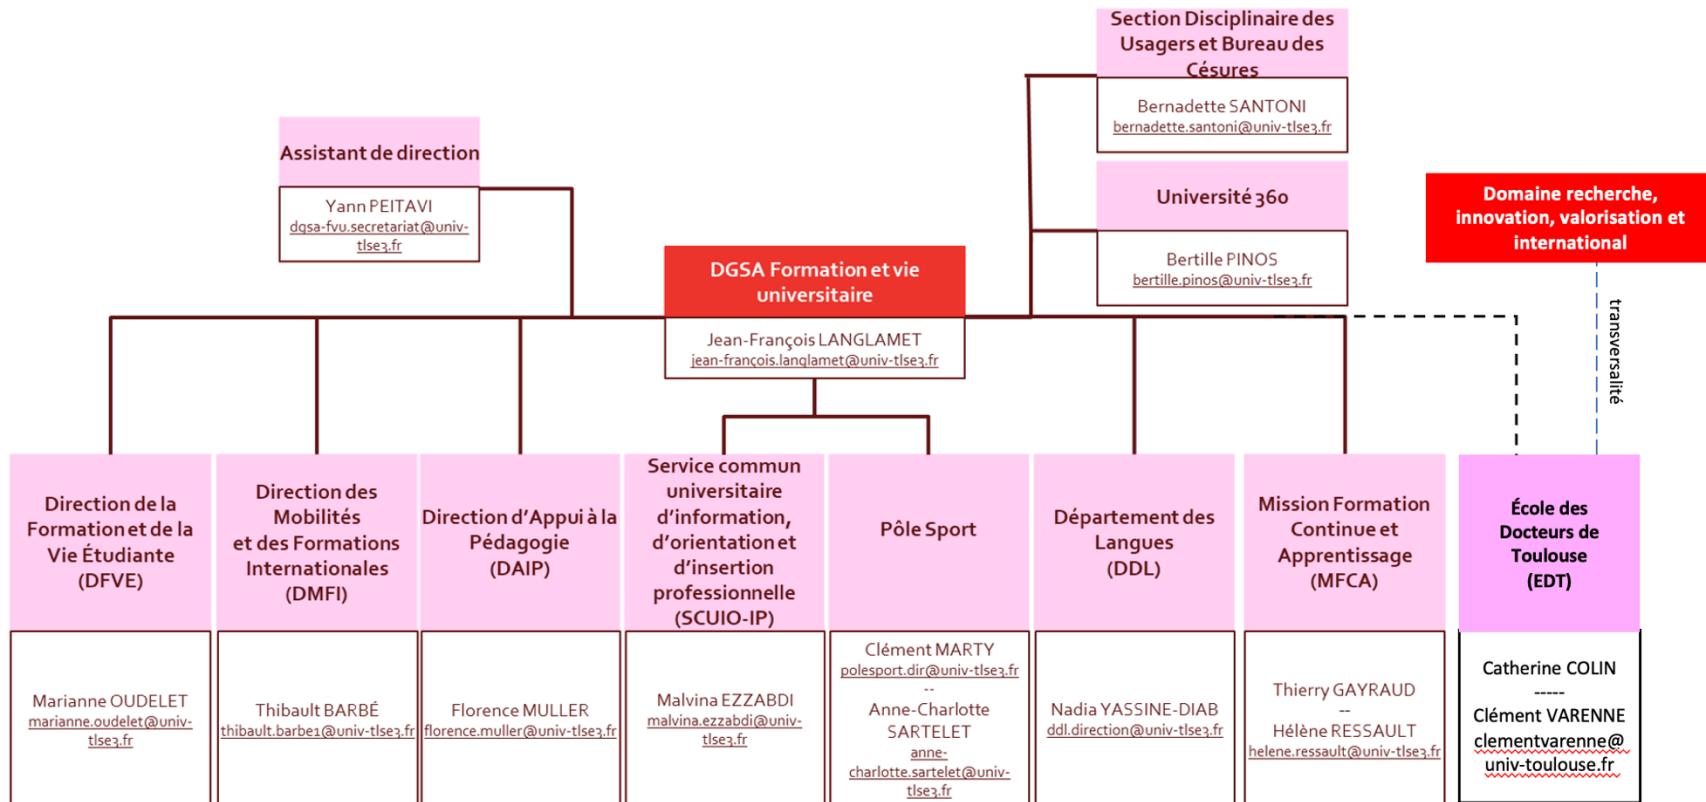 Section Disciplinaire des
Usagers et Bureau des
Césures
Bernadette SANTONI
bernadette.santoni@univ-tlse3.fr
Assistant de direction
Yann PEITAVI
dgsa-fvu.secretariat@univ-
tlse3.fr
Université 360
Bertille PINOS
bertille.pinos@univ-tlse3.fr
Domaine recherche,
innovation, valorisation et
international
DGSA Formation et vie
universitaire
Jean-François LANGLAMET
jean-françois.langlamet@univ-tlse3.fr
transversalité
Direction de la
Formation et de la
Vie Étudiante
(DFVE)
Marianne OUDELET
marianne.oudelet@univ-
tlse3.fr
Direction des
Mobilités
et des Formations
Internationales
(DMFI)
Thibault BARBÉ
thibault.barbe1@univ-tlse3.fr
Direction d’Appui à la
Pédagogie
(DAIP)
Florence MULLER
florence.muller@univ-tlse3.fr
Service commun
universitaire
d’information,
d’orientation et
d’insertion
professionnelle
(SCUIO-IP)
Malvina EZZABDI
malvina.ezzabdi@univ-
tlse3.fr
Pôle Sport
Clément MARTY
polesport.dir@univ-tlse3.fr
--
Anne-Charlotte
SARTELET
anne-
charlotte.sartelet@univ-
tlse3.fr
Département des
Langues
(DDL)
Nadia YASSINE-DIAB
ddl.direction@univ-tlse3.fr
Mission Formation
Continue et
Apprentissage
(MFCA)
Thierry GAYRAUD
--
Hélène RESSAULT
helene.ressault@univ-tlse3.fr
École des
Docteurs de
Toulouse
(EDT)
Catherine COLIN
-----
Clément VARENNE
clementvarenne@
univ-toulouse.fr